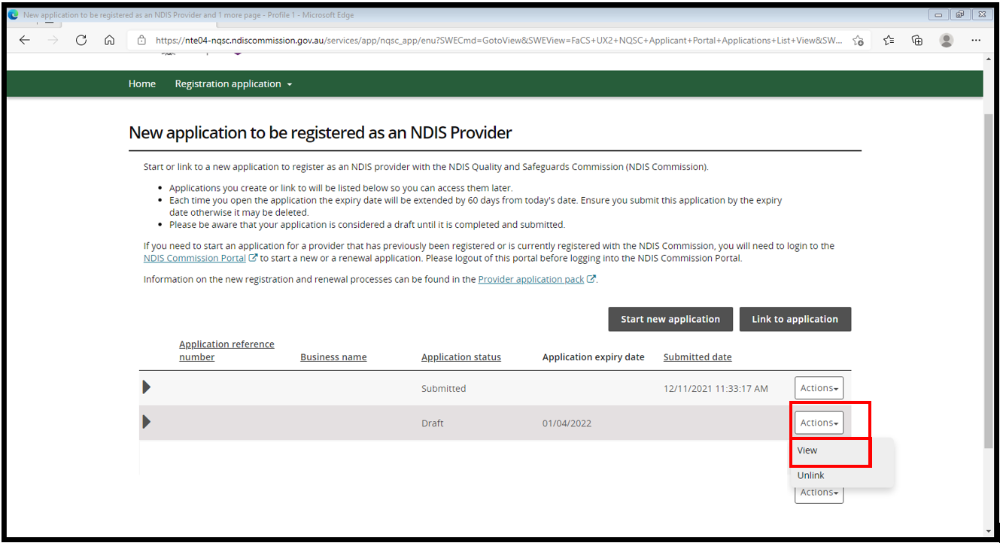 New application to be registered as an NDIS Provider and 1 more page - Profile 1 - Microsoft Edge
https://nte04-nqsc.ndiscommission.gov.au/services/app/nqsc_app/enu?SWECmd=GotoView&SWEView=FaCS+UX2+NQSC+Applicant+Portal+Applications+List+View&SW...
Home Registration application
New application to be registered as an NDIS Provider
Start or link to a new application to register as an NDIS provider with the NDIS Quality and Safeguards Commission (NDIS Commission).
• Applications you create or link to will be listed below so you can access them later.
• Each time you open the application the expiry date will be extended by 60 days from today's date. Ensure you submit this application by the expiry
date otherwise it may be deleted.
• Please be aware that your application is considered a draft until it is completed and submitted.
If you need to start an application for a provider that has previously been registered or is currently registered with the NDIS Commission, you will need to login to the
NDIS Commission Portal to start a new or a renewal application. Please logout of this portal before logging into the NDIS Commission Portal.
Information on the new registration and renewal processes can be found in the Provider application pack.
Start new application Link to application
Application reference
number Business name Application status Application expiry date Submitted date
Submitted 12/11/2021 11:33:17 AM Actions
Draft 01/04/2022 Actions
View
Unlink
Actions